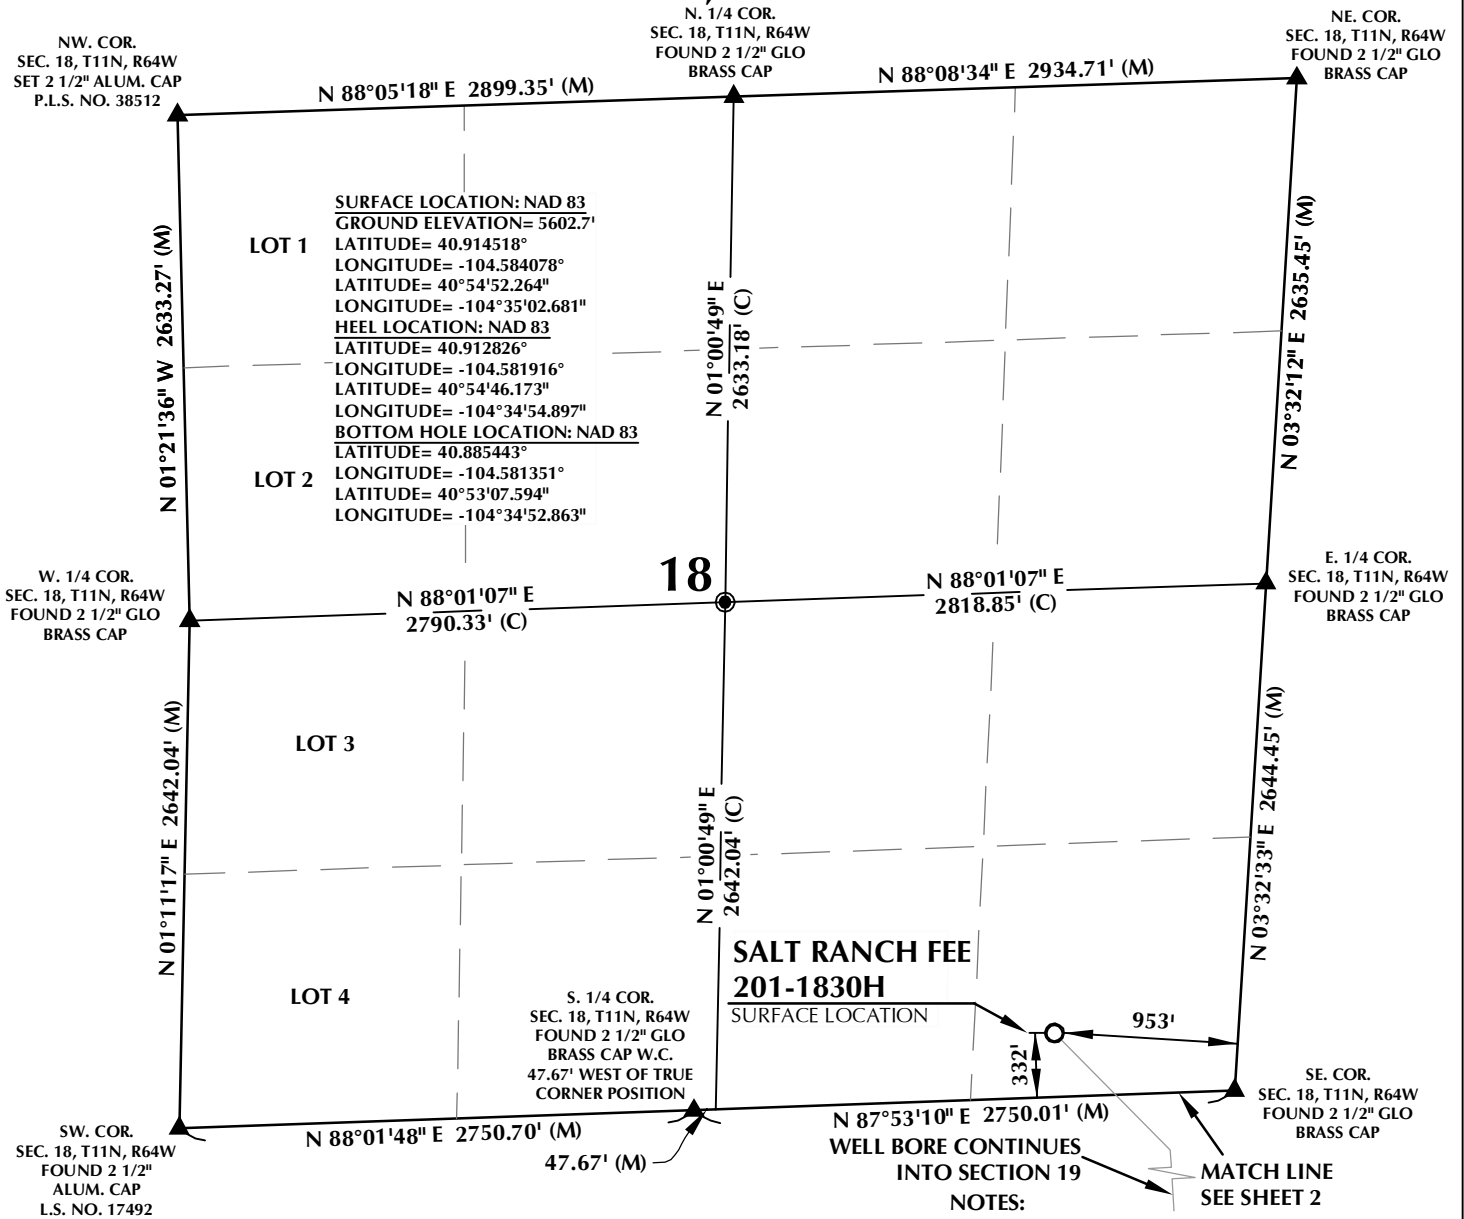 N. 1/4 COR.
SEC. 18, T11N, R64W
FOUND 2 1/2" GLO
BRASS CAP
NE. COR.
SEC. 18, T11N, R64W
FOUND 2 1/2" GLO
BRASS CAP
NW. COR.
SEC. 18, T11N, R64W
SET 2 1/2" ALUM. CAP
P.L.S. NO. 38512
N 88°05'18" E 2899.35' (M)
N 88°08'34" E 2934.71' (M)
N 01°21'36" W 2633.27' (M)
LOT 1
SURFACE LOCATION: NAD 83
GROUND ELEVATION= 5602.7'
LATITUDE= 40.914518°
LONGITUDE= -104.584078°
LATITUDE= 40°54'52.264"
LONGITUDE= -104°35'02.681"
HEEL LOCATION: NAD 83
LATITUDE= 40.912826°
LONGITUDE= -104.581916°
LATITUDE= 40°54'46.173"
LONGITUDE= -104°34'54.897"
BOTTOM HOLE LOCATION: NAD 83
LATITUDE= 40.885443°
LONGITUDE= -104.581351°
LATITUDE= 40°53'07.594"
LONGITUDE= -104°34'52.863"
LOT 2
N 01°00'49" E
2633.18' (C)
N 03°32'12" E 2635.45' (M)
W. 1/4 COR.
SEC. 18, T11N, R64W
FOUND 2 1/2" GLO
BRASS CAP
N 88°01'07" E
2790.33' (C)
18
N 88°01'07" E
2818.85' (C)
E. 1/4 COR.
SEC. 18, T11N, R64W
FOUND 2 1/2" GLO
BRASS CAP
N 01°11'17" E 2642.04' (M)
LOT 3
N 01°00'49" E
2642.04' (C)
N 03°32'33" E 2644.45' (M)
LOT 4
SALT RANCH FEE
201-1830H
SURFACE LOCATION
S. 1/4 COR.
SEC. 18, T11N, R64W
FOUND 2 1/2" GLO
BRASS CAP W.C.
47.67' WEST OF TRUE
CORNER POSITION
953'
332'
SE. COR.
SEC. 18, T11N, R64W
FOUND 2 1/2" GLO
BRASS CAP
SW. COR.
SEC. 18, T11N, R64W
FOUND 2 1/2"
ALUM. CAP
L.S. NO. 17492
N 88°01'48" E 2750.70' (M)
47.67' (M)
N 87°53'10" E 2750.01' (M)
WELL BORE CONTINUES
INTO SECTION 19
NOTES:
MATCH LINE
SEE SHEET 2